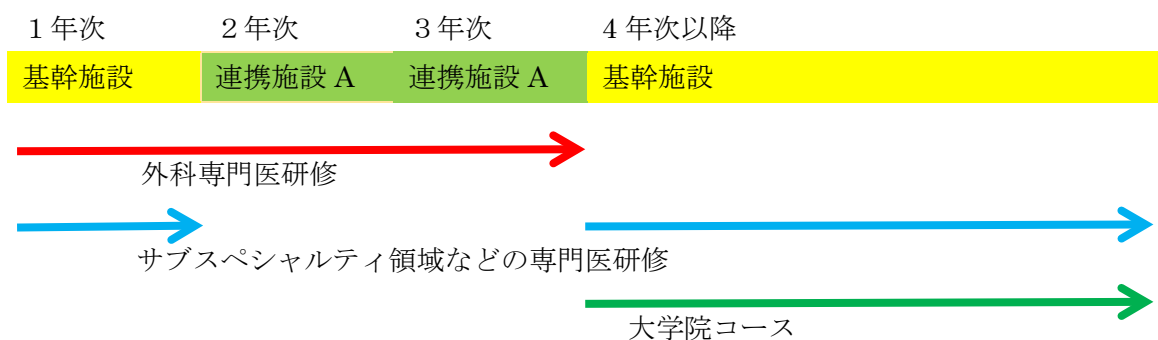 １年次 ２年次 ３年次 ４年次以降
基幹施設 連携施設 A 連携施設 A 基幹施設
外科専門医研修
サブスペシャルティ領域などの専門医研修
大学院コース